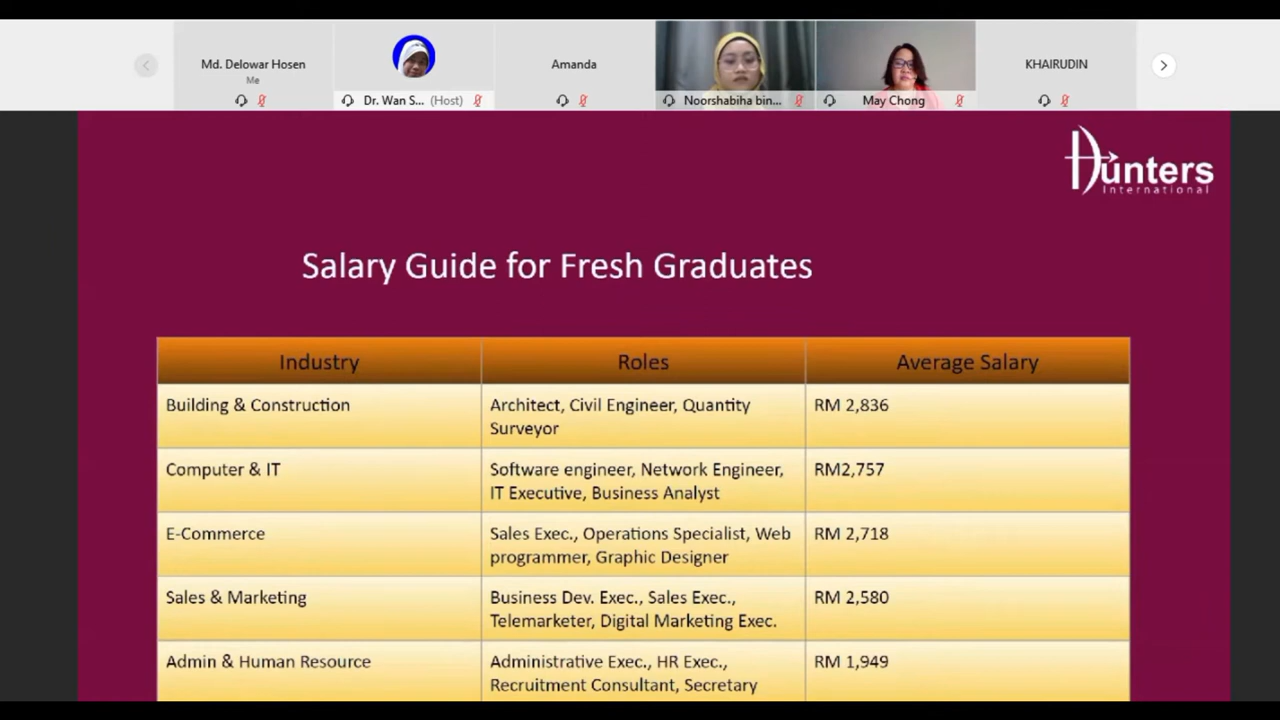 Md. Delowar Hosen
Me
Dr. Wan S... (Host)
Amanda
Noorshabiha bin...
May Chong
KHAIRUDIN
Hunters
International
Salary Guide for Fresh Graduates
Industry Roles Average Salary
Building & Construction Architect, Civil Engineer, Quantity RM 2,836
Surveyor
Computer & IT Software engineer, Network Engineer, RM2,757
IT Executive, Business Analyst
E-Commerce Sales Exec., Operations Specialist, Web RM 2,718
programmer, Graphic Designer
Sales & Marketing Business Dev. Exec., Sales Exec., RM 2,580
Telemarketer, Digital Marketing Exec.
Admin & Human Resource Administrative Exec., HR Exec., RM 1,949
Recruitment Consultant, Secretary